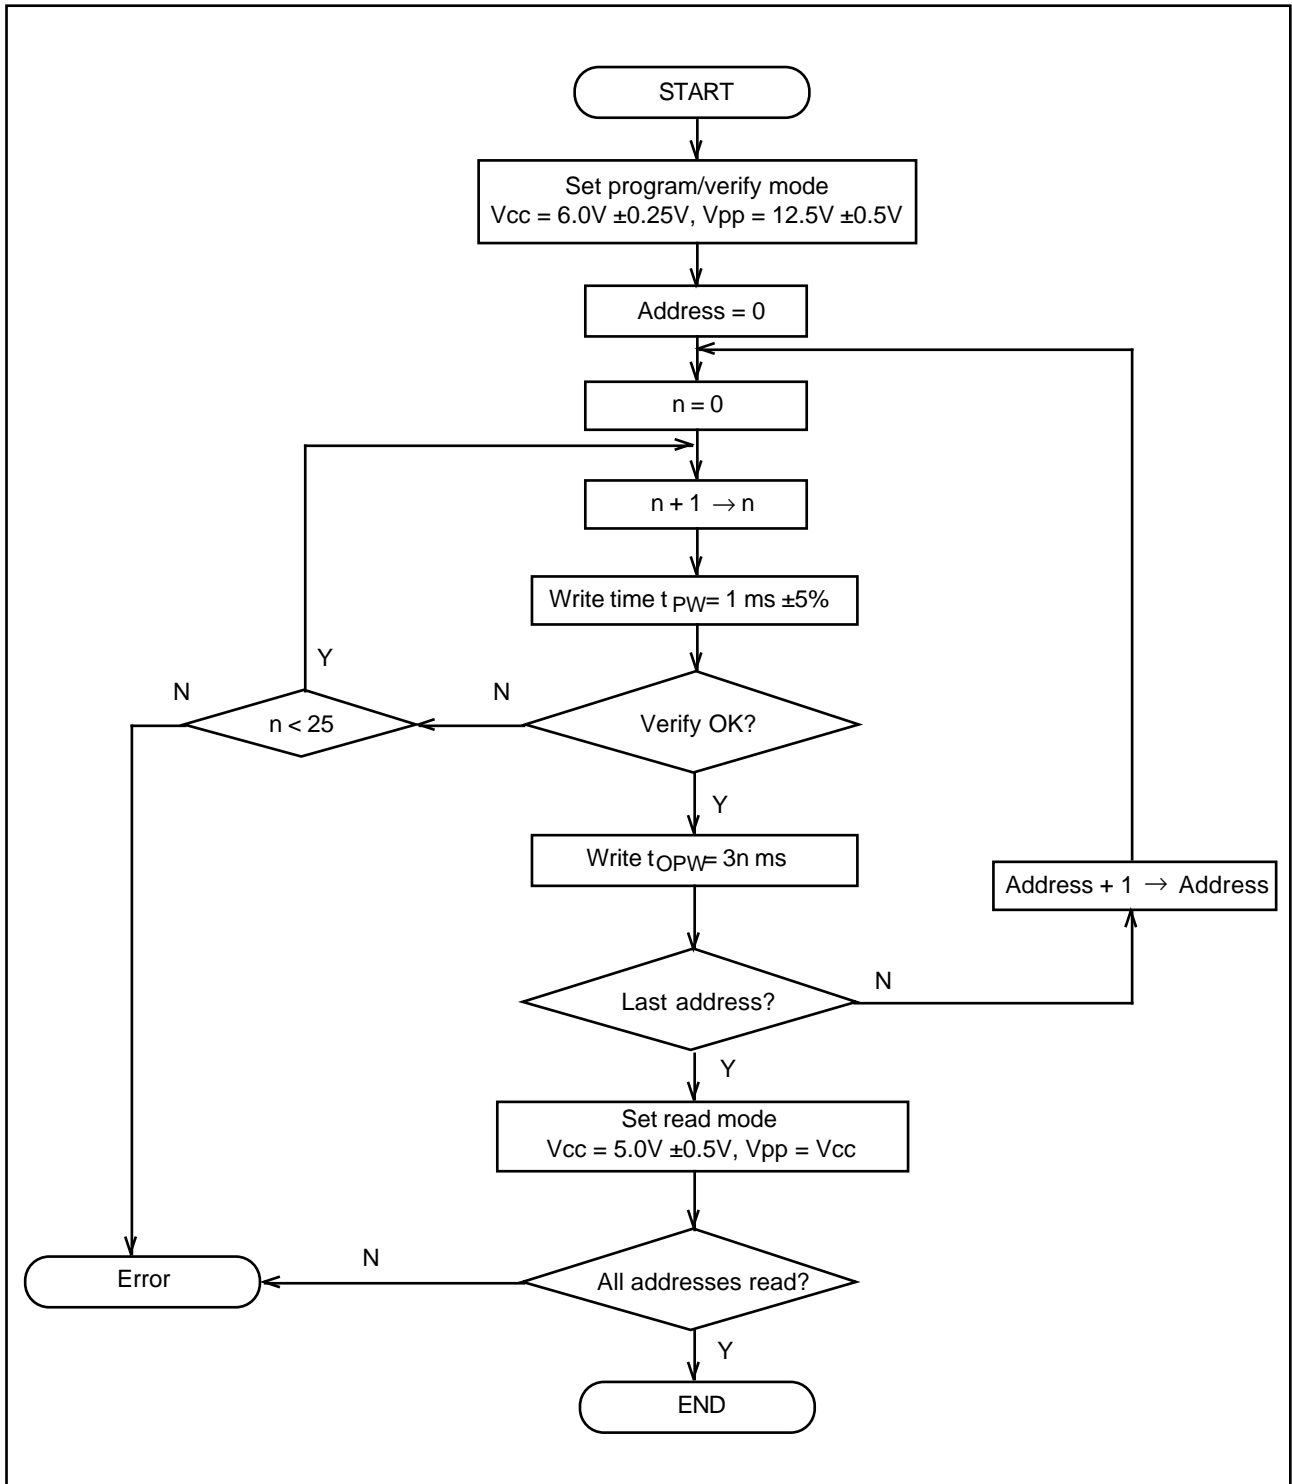 START
Set program/verify mode
Vcc = 6.0V ±0.25V, Vpp = 12.5V ±0.5V
Address = 0
n = 0
n + 1 → n
Write time tPW= 1 ms ±5%
Y
N
n < 25
N
Verify OK?
Y
Write tOPW= 3n ms
Address + 1 → Address
Last address?
N
Y
Set read mode
Vcc = 5.0V ±0.5V, Vpp = Vcc
Error
N
All addresses read?
Y
END